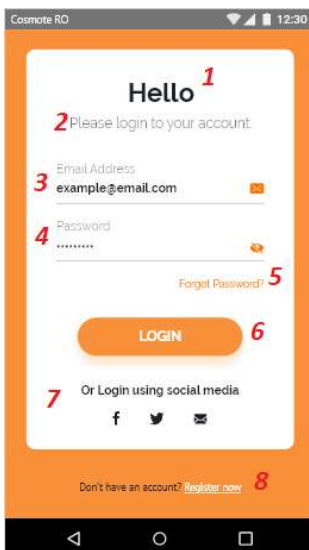 Cosmote RO 12:30
Hello 1
2 Please login to your account.
Email Address
3 example@email.com
Password
4 •••••••••
Forgot Password? 5
LOGIN 6
7 Or Login using social media
Don't have an account? Register now 8